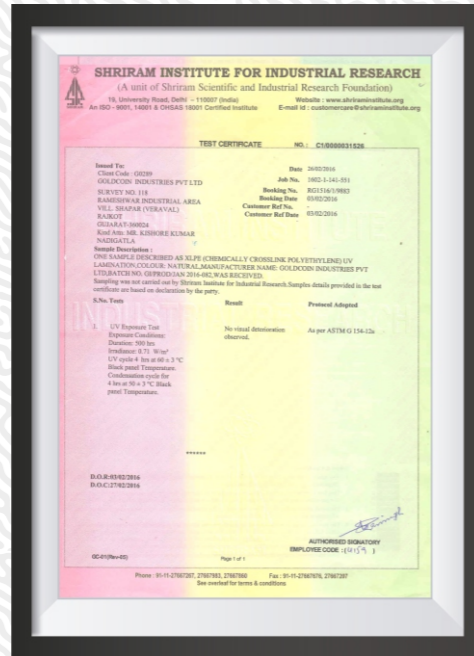 SHRIRAM INSTITUTE FOR INDUSTRIAL RESEARCH
(A unit of Shriram Scientific and Industrial Research Foundation)
19, University Road, Delhi - 110007 (India) Website : www.shriraminstitute.org
An ISO - 9001, 14001 & OHSAS 18001 Certified Institute E-mail id : customercare@shriraminstitute.org
TEST CERTIFICATE NO. : C1/0000031526
Issued To: Date 26/02/2016
Client Code : G0289 Job No. 1602-1-141-551
GOLDCOIN INDUSTRIES PVT LTD Booking No. RG1516/1/9883
SURVEY NO. 118 Booking Date 03/02/2016
RAMESHWAR INDUSTRIAL AREA Customer Ref No. -
VILL. SHAPAR (VERAVAL) Customer Ref Date 03/02/2016
RAJKOT
GUJARAT-360024
Kind Attn: MR. KISHORE KUMAR
NADIGATLA
Sample Description :
ONE SAMPLE DESCRIBED AS XLPE (CHEMICALLY CROSSLINK POLYETHYLENE) UV
LAMINATION,COLOUR: NATURAL,MANUFACTURER NAME: GOLDCOIN INDUSTRIES PVT
LTD,BATCH NO. GI/PROD/JAN 2016-082,WAS RECEIVED.
Sampling was not carried out by Shriram Institute for Industrial Research.Samples details provided in the test
certificate are based on declaration by the party.
S.No. Tests Result Protocol Adopted
1. UV Exposure Test No visual deterioration As per ASTM G 154-12a
Exposure Conditions: observed.
Duration: 500 hrs
Irradiance: 0.71 W/m²
UV cycle 4 hrs at 60 ± 3 °C
Black panel Temperature.
Condensation cycle for
4 hrs at 50 ± 3 °C Black
panel Temperature.
******
D.O.R:03/02/2016
D.O.C:27/02/2016
AUTHORISED SIGNATORY
EMPLOYEE CODE :
QC-01(Rev-05) Page 1 of 1
Phone : 91-11-27667267, 27667983, 27667860 Fax : 91-11-27667676, 27667207
See overleaf for terms & conditions